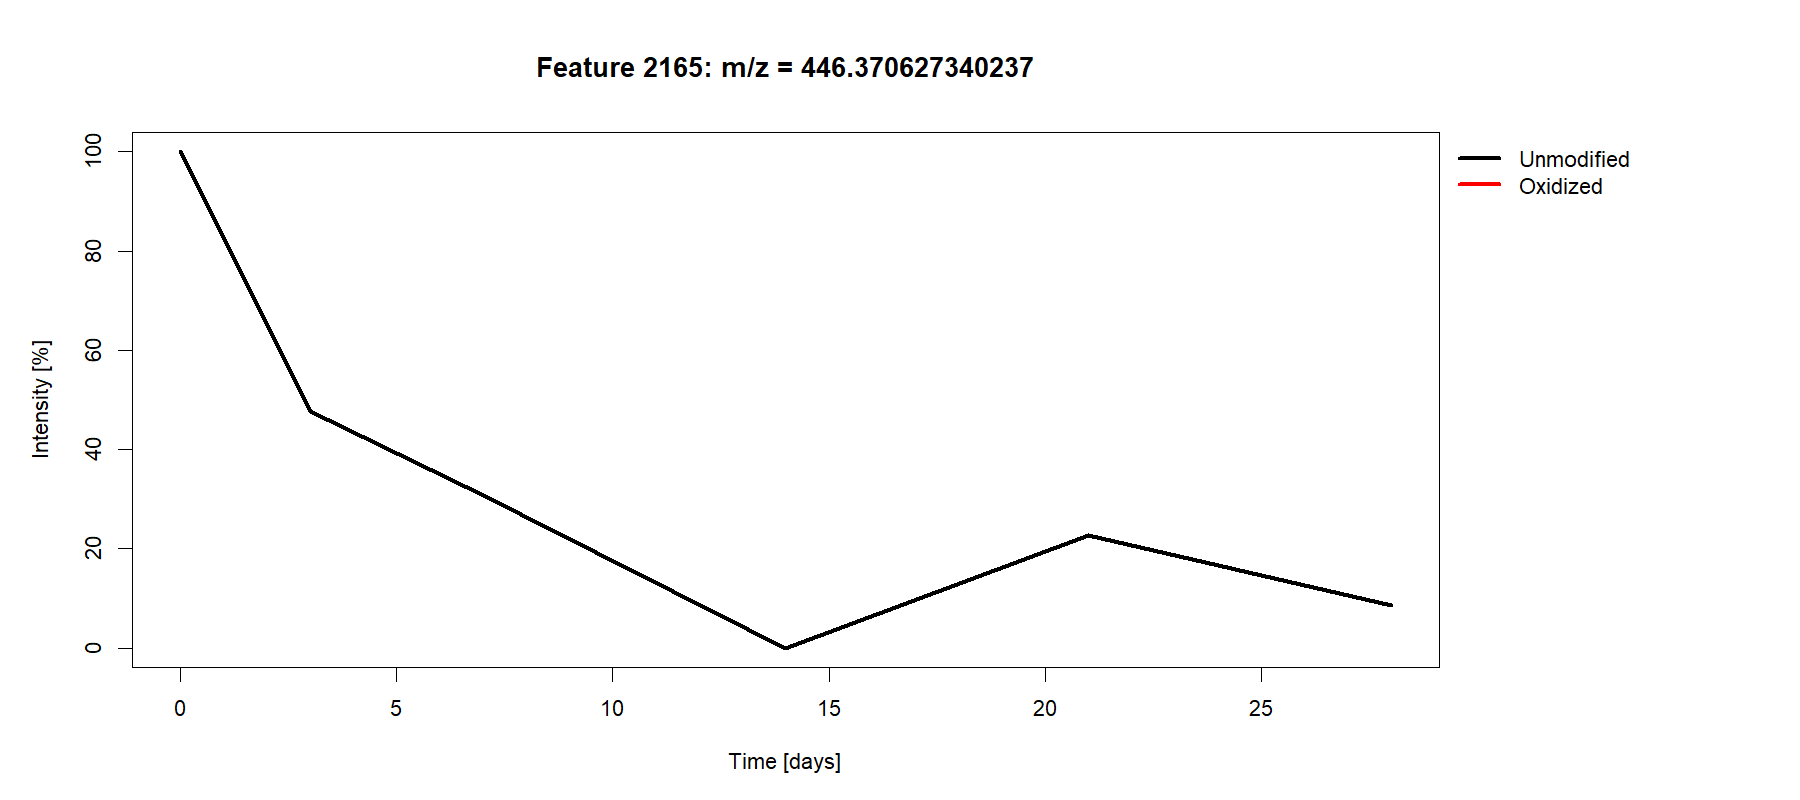 Feature 2165: m/z = 446.370627340237
Unmodified
Oxidized
Intensity [%]
100
80
60
40
20
0
0 5 10 15 20 25
Time [days]